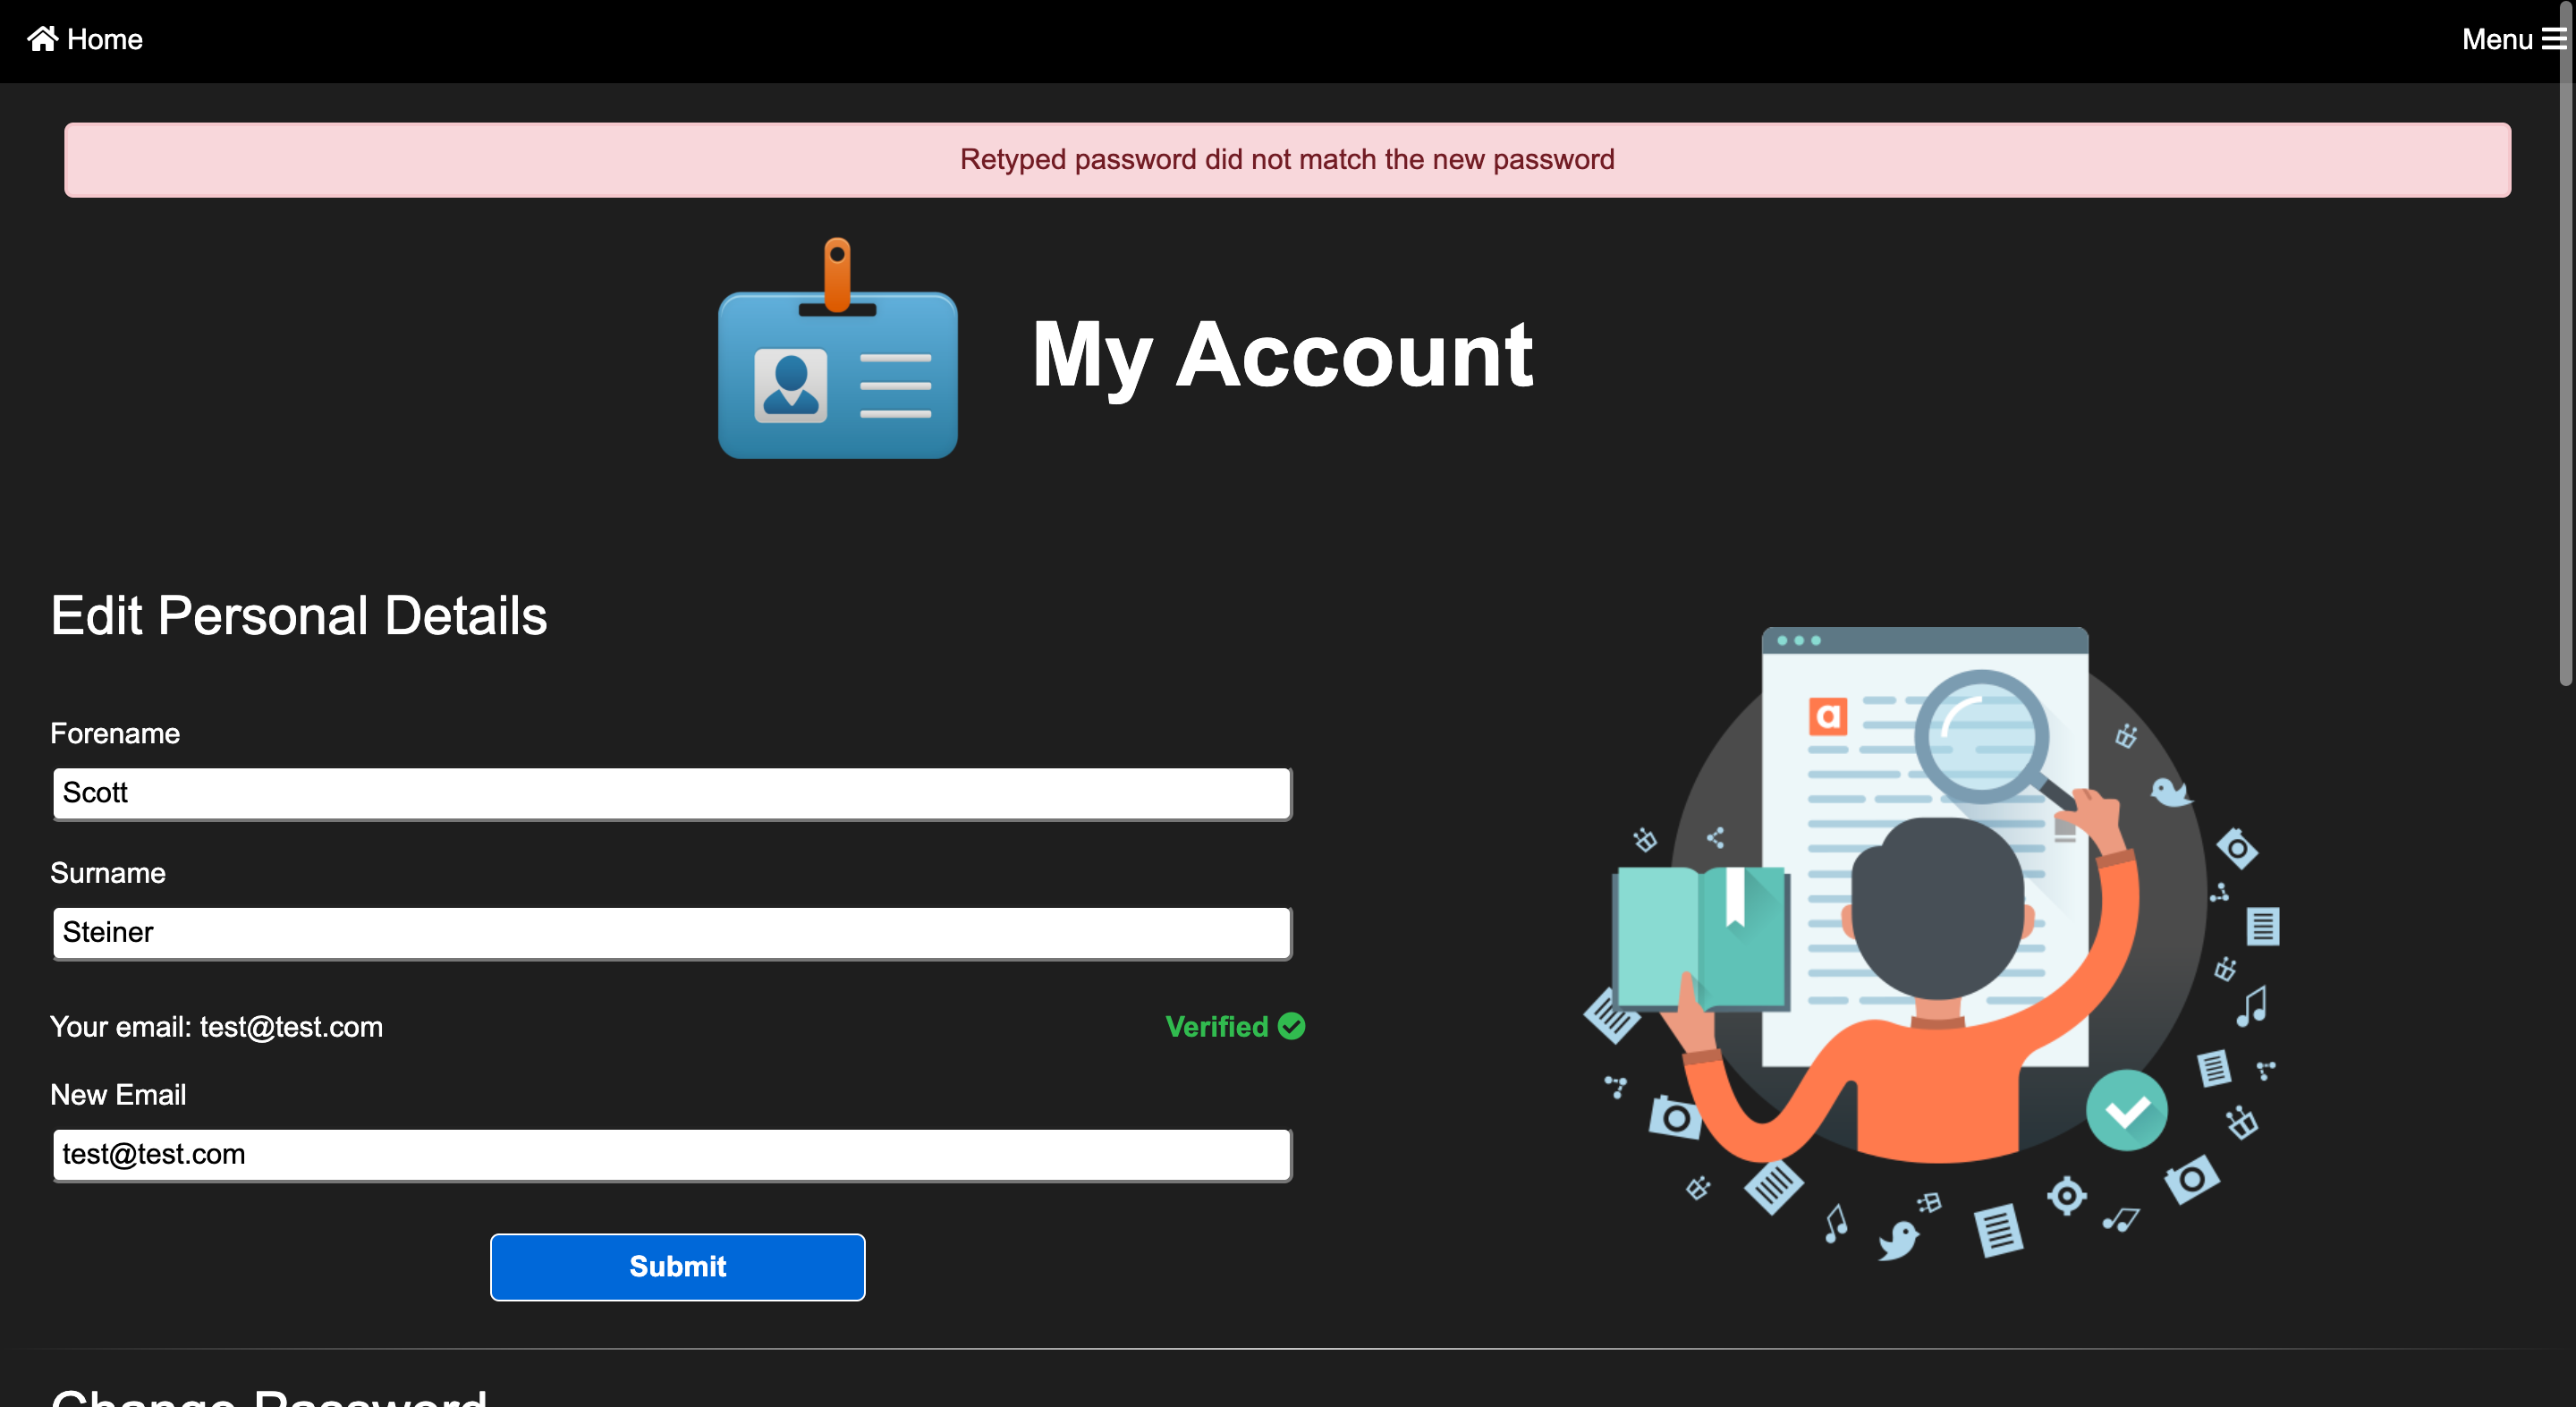 Home
Menu
Retyped password did not match the new password
My Account
Edit Personal Details
Forename
Scott
Surname
Steiner
Your email: test@test.com
Verified
New Email
test@test.com
Submit
Change Password
a